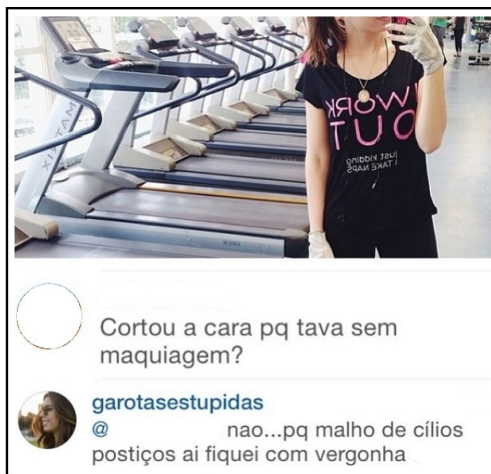 MATRIX
WORK
OUT
just kidding
I TAKE NAPS
Cortou a cara pq tava sem
maquiagem?
garotasestupidas
@ nao...pq malho de cílios
postiços ai fiquei com vergonha